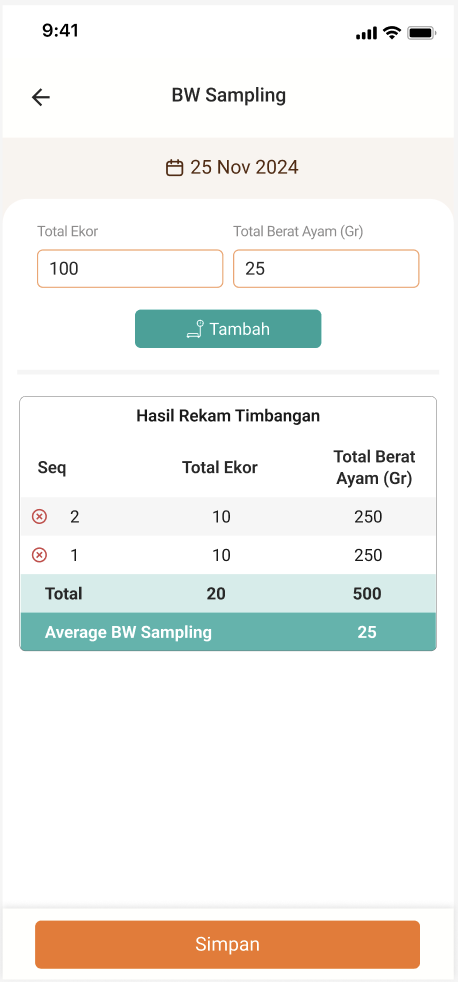 9:41
BW Sampling
25 Nov 2024
Total Ekor
Total Berat Ayam (Gr)
100
25
Tambah
Hasil Rekam Timbangan
Seq Total Ekor Total Berat
Ayam (Gr)
2 10 250
1 10 250
Total 20 500
Average BW Sampling 25
Simpan